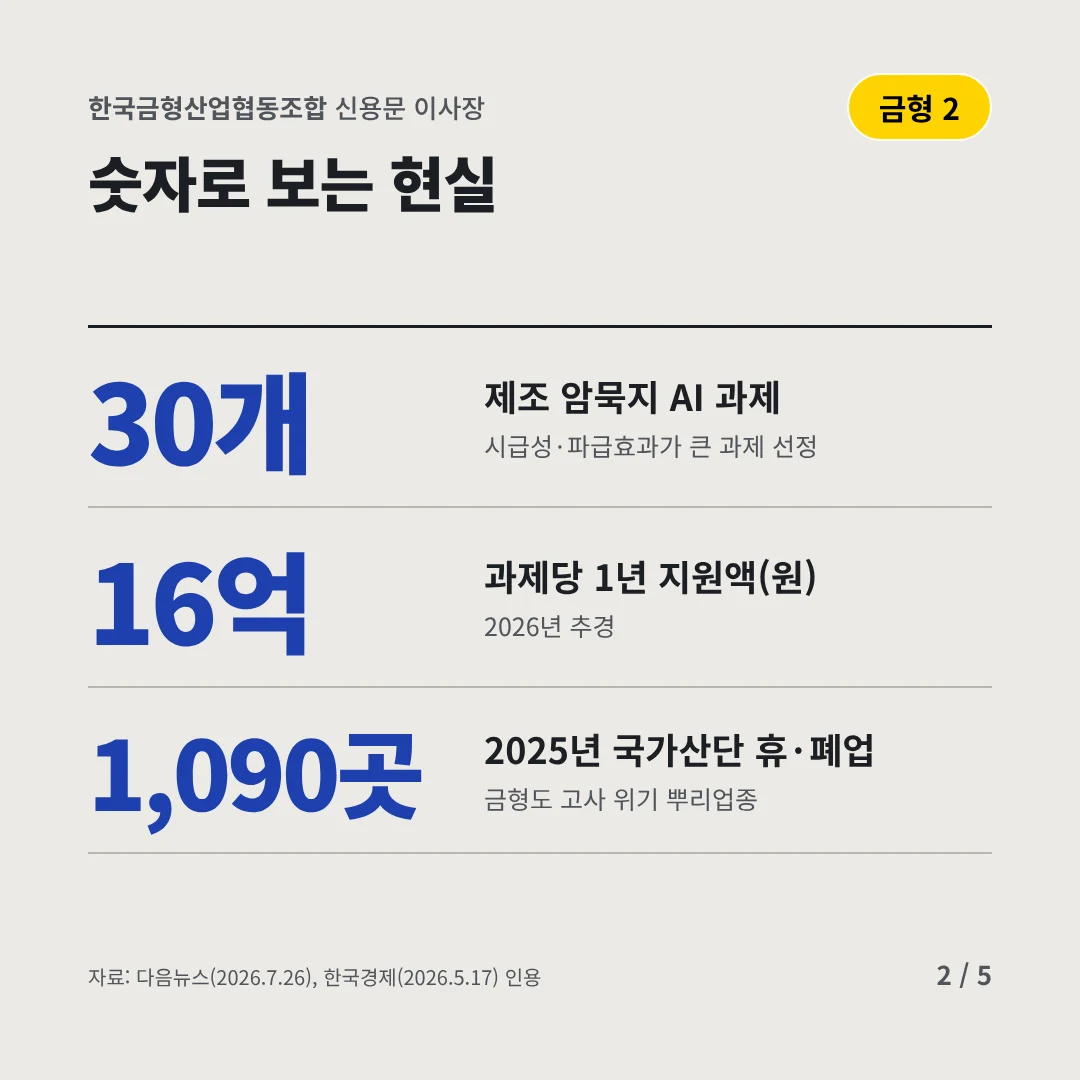 한국금형산업협동조합 신용문 이사장
금형 2
숫자로 보는 현실
30개
제조 암묵지 AI 과제
시급성·파급효과가 큰 과제 선정
16억
과제당 1년 지원액(원)
2026년 추경
1,090곳
2025년 국가산단 휴·폐업
금형도 고사 위기 뿌리업종
자료: 다음뉴스(2026.7.26), 한국경제(2026.5.17) 인용
2 / 5